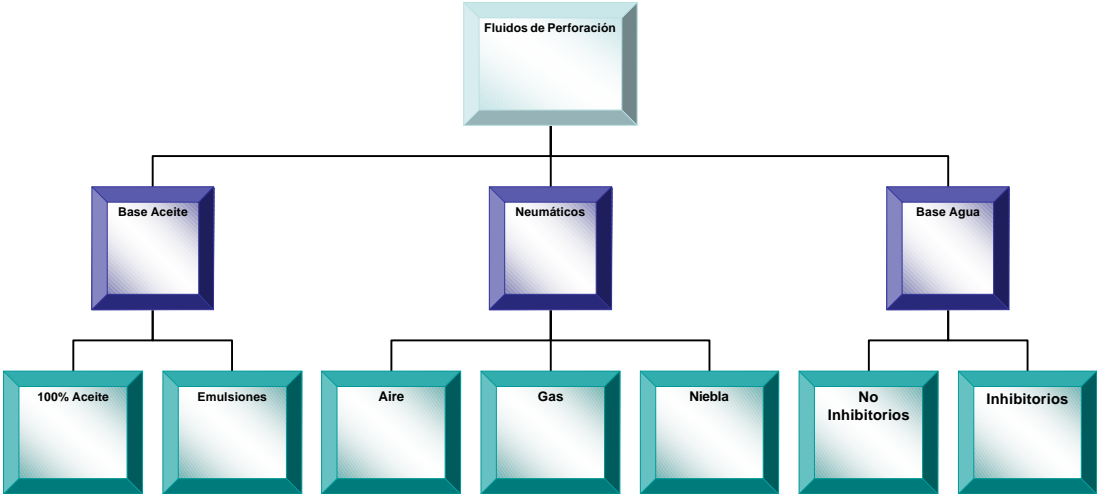 Fluidos de Perforación
Base Aceite
Neumáticos
Base Agua
100% Aceite
Emulsiones
Aire
Gas
Niebla
No
Inhibitorios
Inhibitorios